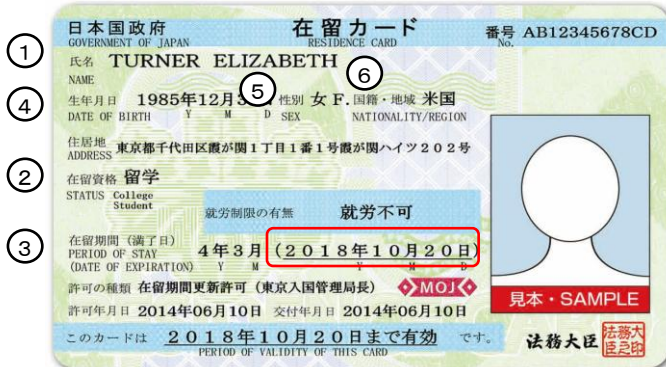 日本国政府 在留カード 番号 AB12345678CD
GOVERNMENT OF JAPAN RESIDENCE CARD No.
① 氏名 TURNER ELIZABETH
NAME
⑤ ⑥
④ 生年月日 1985年12月3 性別 女 F. 国籍・地域 米国
DATE OF BIRTH Y M D SEX NATIONALITY/REGION
住居地 東京都千代田区霞が関1丁目1番1号霞が関ハイツ202号
ADDRESS
② 在留資格 留学
STATUS College
Student
就労制限の有無 就労不可
③ 在留期間(満了日) 4年3月 (2018年10月20日)
PERIOD OF STAY
(DATE OF EXPIRATION) Y M Y M D
許可の種類 在留期間更新許可(東京入国管理局長) MOJ
見本・SAMPLE
許可年月日 2014年06月10日 交付年月日 2014年06月10日
このカードは 2018年10月20日まで有効 です。
PERIOD OF VALIDITY OF THIS CARD
法務大臣 法務大臣之印